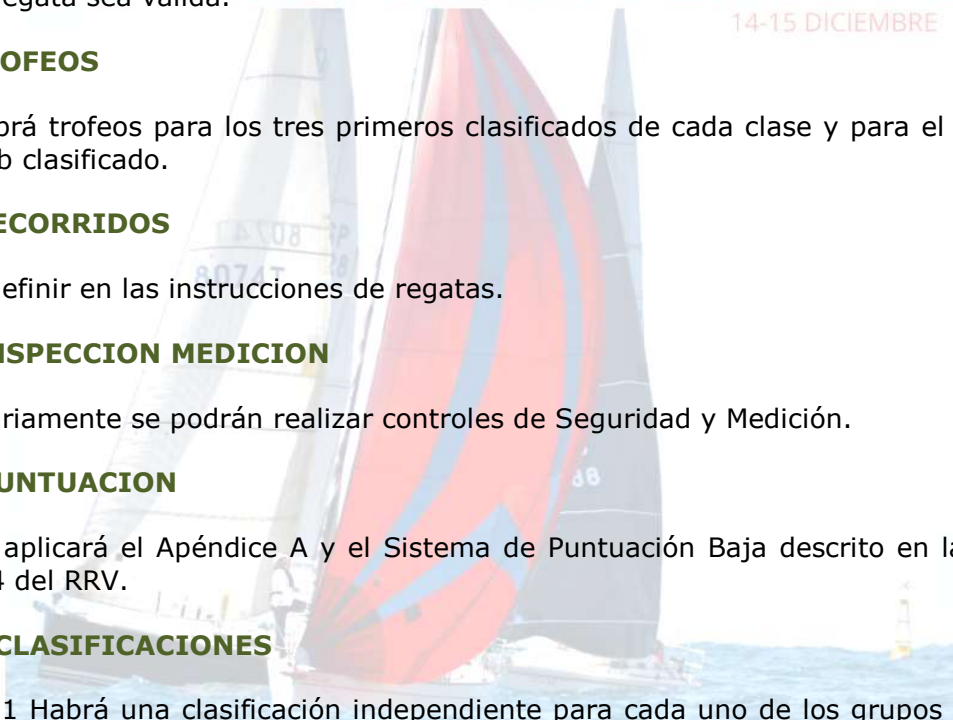 egata sea válida.
14-15 DICIEMBRE
OFEOS
brá trofeos para los tres primeros clasificados de cada clase y para el
b clasificado.
ECORRIDOS
efinir en las instrucciones de regatas.
NSPECCION MEDICION
riamente se podrán realizar controles de Seguridad y Medición.
UNTUACION
aplicará el Apéndice A y el Sistema de Puntuación Baja descrito en la
4 del RRV.
CLASIFICACIONES
1 Habrá una clasificación independiente para cada uno de los grupos